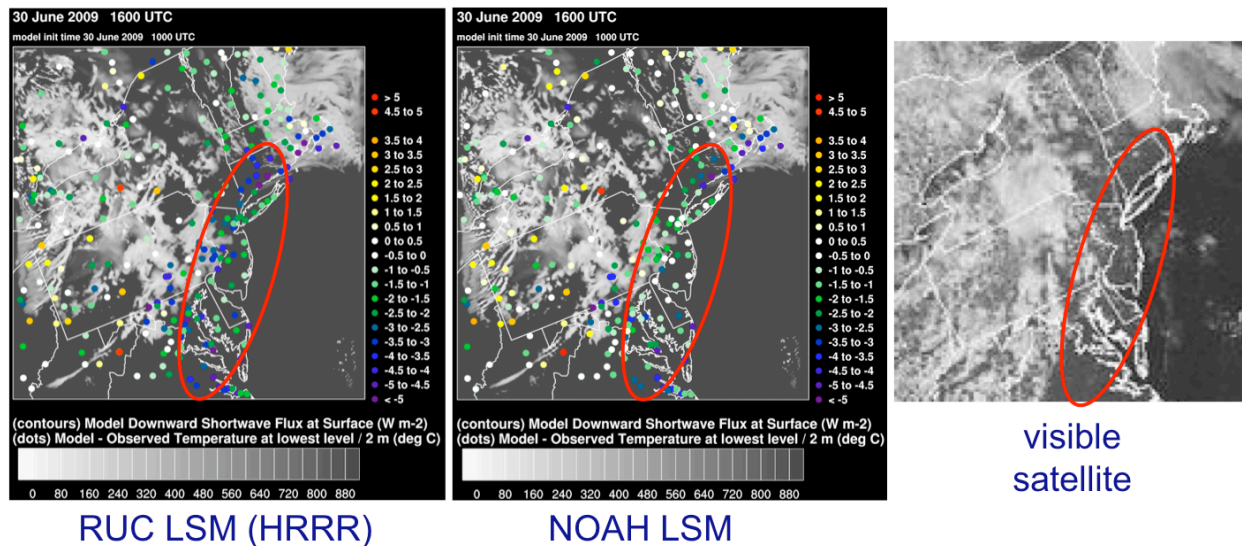 30 June 2009 1600 UTC
model init time 30 June 2009 1000 UTC
> 5
4.5 to 5
3.5 to 4
3 to 3.5
2.5 to 3
2 to 2.5
1.5 to 2
1 to 1.5
0.5 to 1
0 to 0.5
-0.5 to 0
-1 to -0.5
-1.5 to -1
-2 to -1.5
-2.5 to -2
-3 to -2.5
-3.5 to -3
-4 to -3.5
-4.5 to -4
-5 to -4.5
< -5
(contours) Model Downward Shortwave Flux at Surface (W m-2)
(dots) Model - Observed Temperature at lowest level / 2 m (deg C)
0 80 160 240 320 400 480 560 640 720 800 880
RUC LSM (HRRR)
30 June 2009 1600 UTC
model init time 30 June 2009 1000 UTC
> 5
4.5 to 5
3.5 to 4
3 to 3.5
2.5 to 3
2 to 2.5
1.5 to 2
1 to 1.5
0.5 to 1
0 to 0.5
-0.5 to 0
-1 to -0.5
-1.5 to -1
-2 to -1.5
-2.5 to -2
-3 to -2.5
-3.5 to -3
-4 to -3.5
-4.5 to -4
-5 to -4.5
< -5
(contours) Model Downward Shortwave Flux at Surface (W m-2)
(dots) Model - Observed Temperature at lowest level / 2 m (deg C)
0 80 160 240 320 400 480 560 640 720 800 880
NOAH LSM
visible
satellite